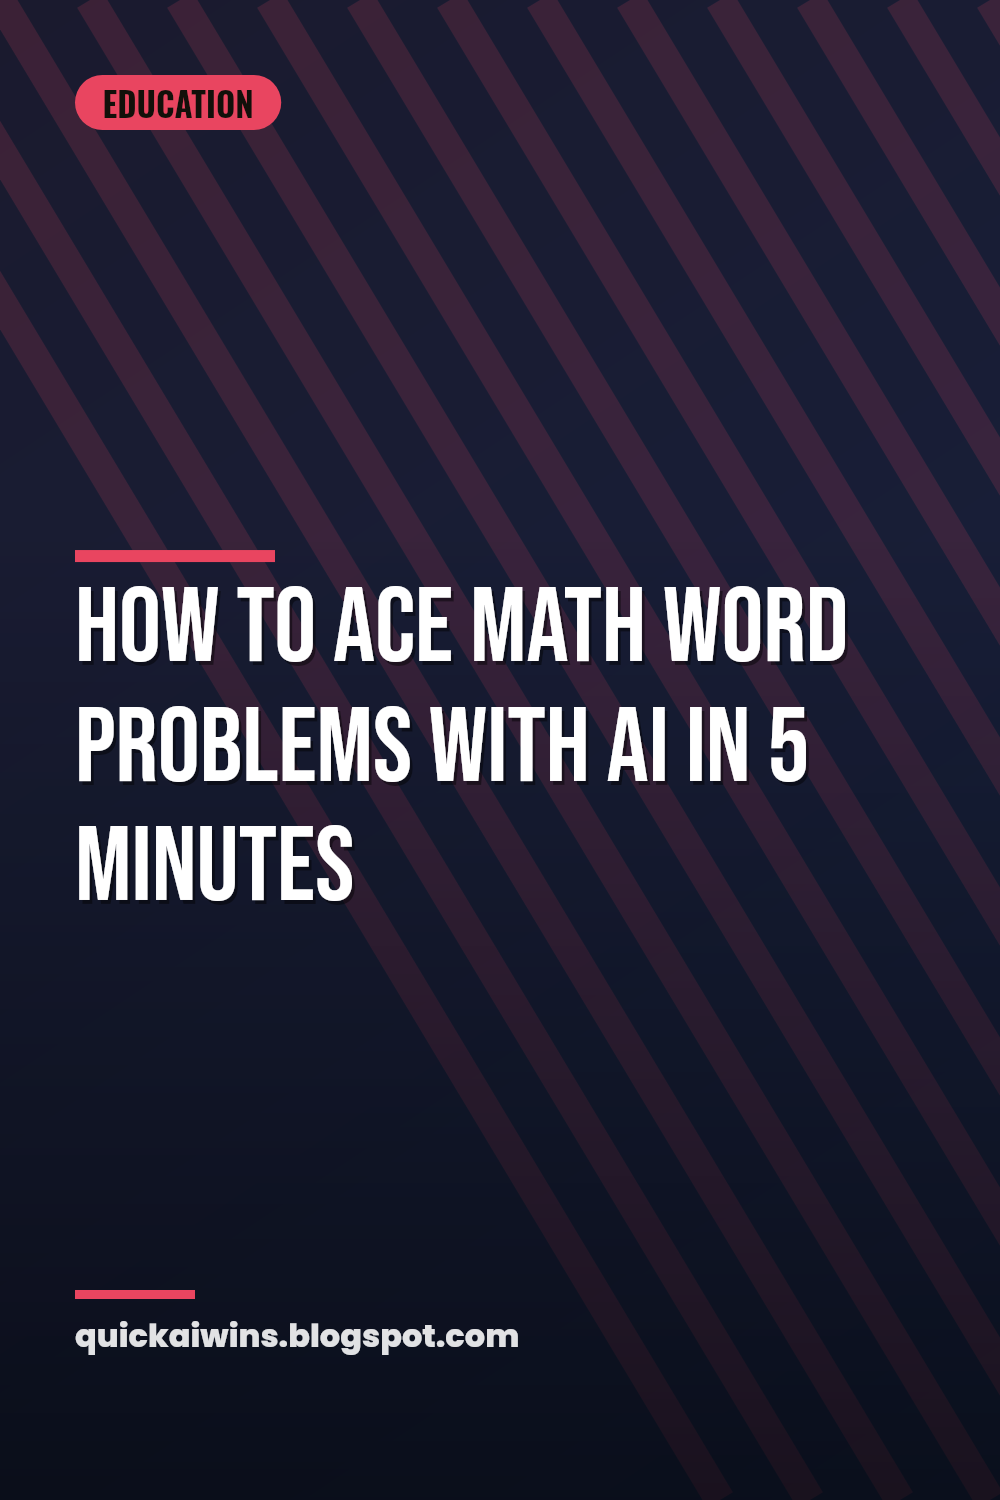 EDUCATION
HOW TO ACE MATH WORD
PROBLEMS WITH AI IN 5
MINUTES
quickaiwins.blogspot.com